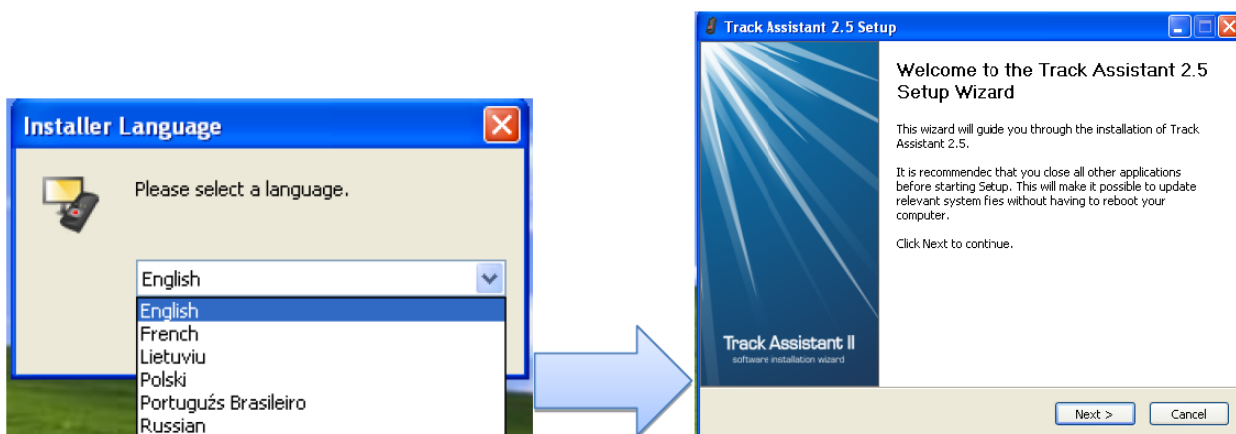 Installer Language
Please select a language.
English
English
French
Lietuviu
Polski
Portuguźs Brasileiro
Russian
Track Assistant 2.5 Setup
Welcome to the Track Assistant 2.5
Setup Wizard
This wizard will guide you through the installation of Track
Assistant 2.5.
It is recommendec that you close all other applications
before starting Setup. This will make it possible to update
relevant system fies without having to reboot your
computer.
Click Next to continue.
Track Assistant II
software installation wizard
Next >
Cancel